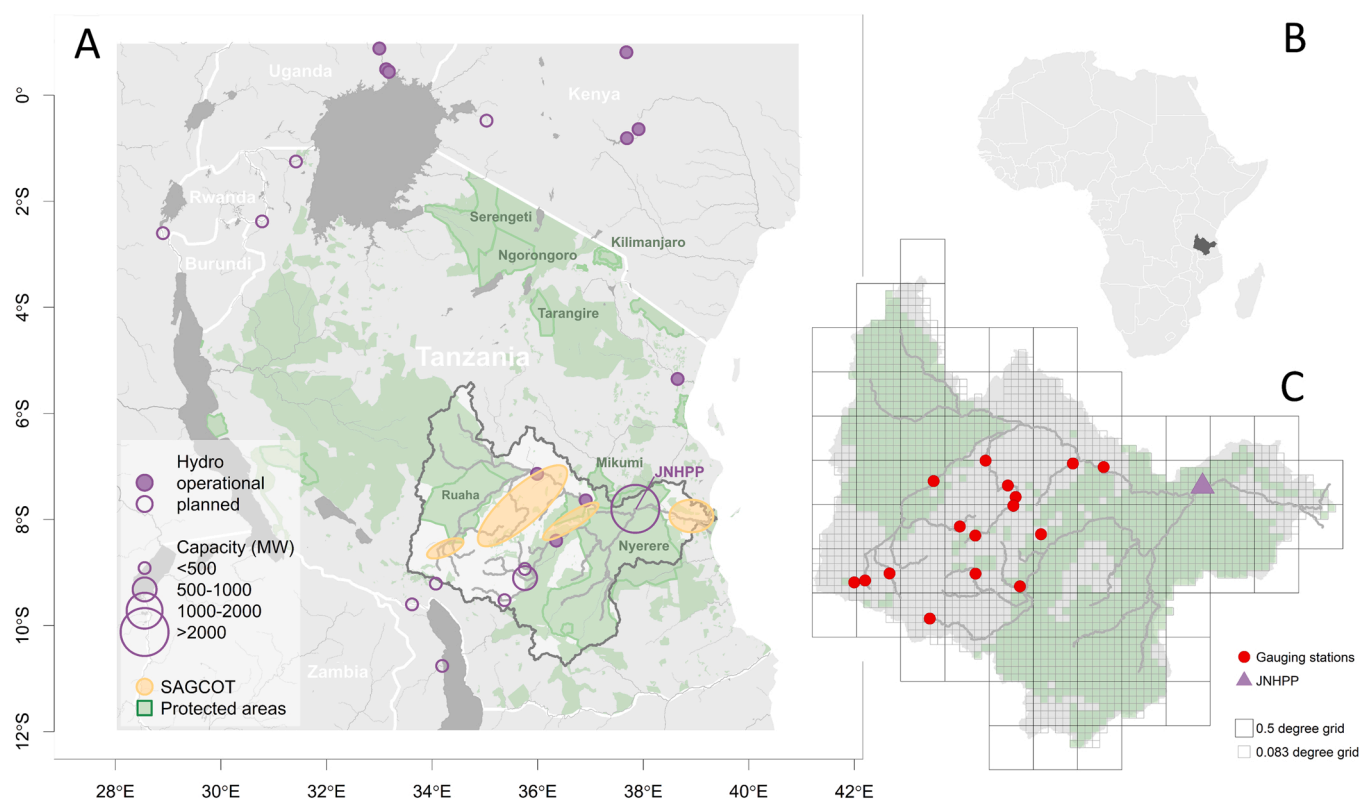 A
B
C
Uganda
Kenya
Rwanda
Burundi
Tanzania
Zambia
Serengeti
Ngorongoro
Kilimanjaro
Tarangire
Mikumi
JNHPP
Ruaha
Nyerere
0°
2°S
4°S
6°S
8°S
10°S
12°S
28°E
30°E
32°E
34°E
36°E
38°E
40°E
42°E
Hydro
operational
planned
Capacity (MW)
<500
500-1000
1000-2000
>2000
SAGCOT
Protected areas
Gauging stations
JNHPP
0.5 degree grid
0.083 degree grid